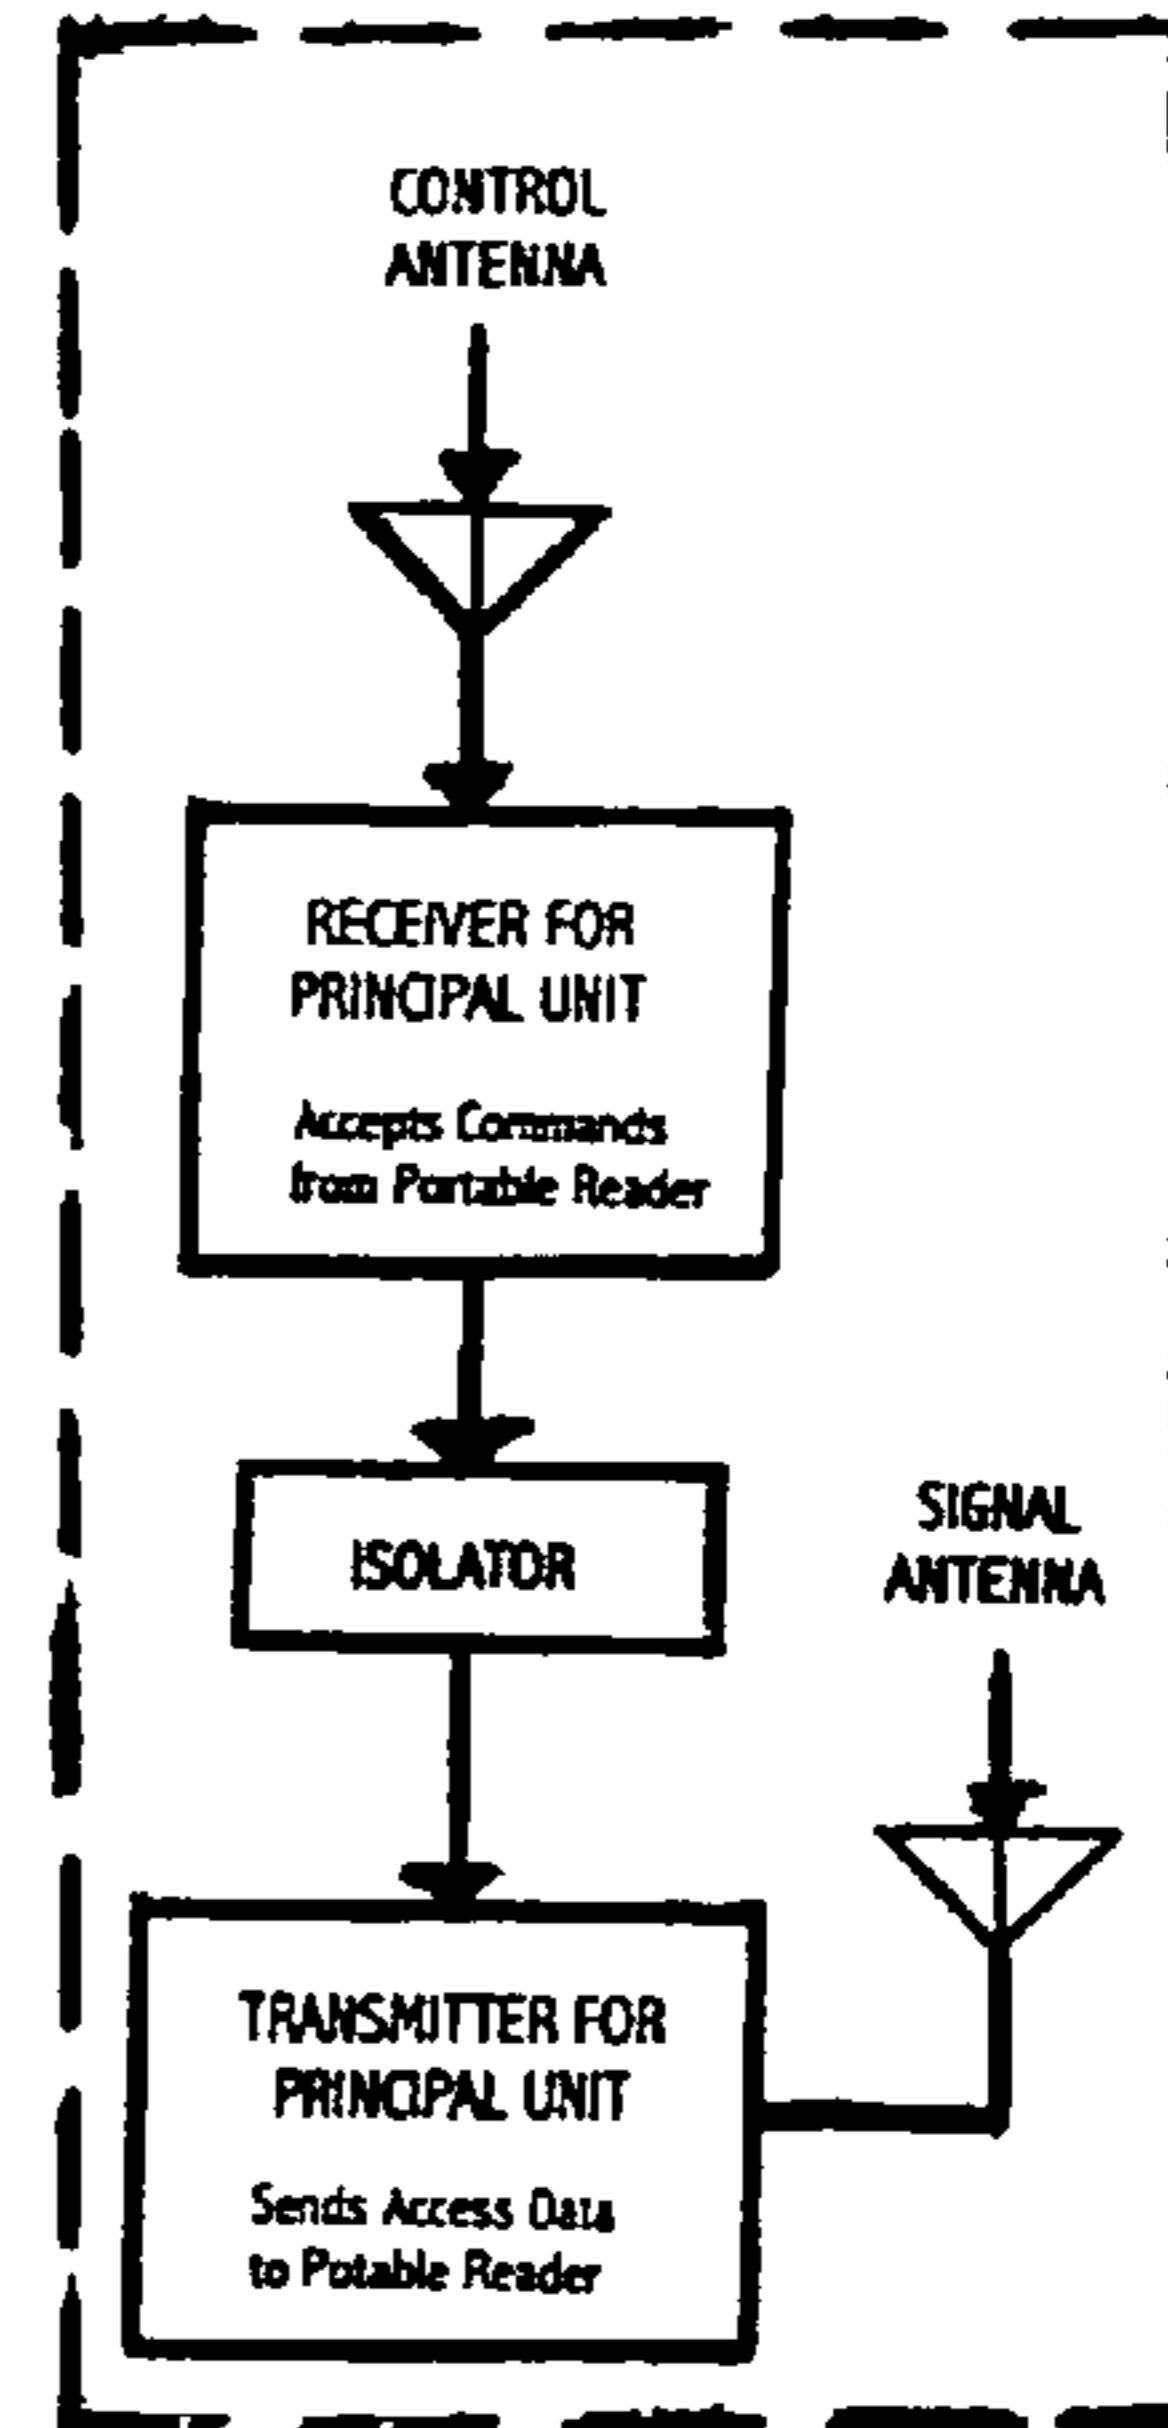 CONTROL
ANTENNA
RECEIVER FOR
PRINCIPAL UNIT
Accepts Commands
from Portable Reader
ISOLATOR
SIGNAL
ANTENNA
TRANSMITTER FOR
PRINCIPAL UNIT
Sends Access Data
to Potable Reader